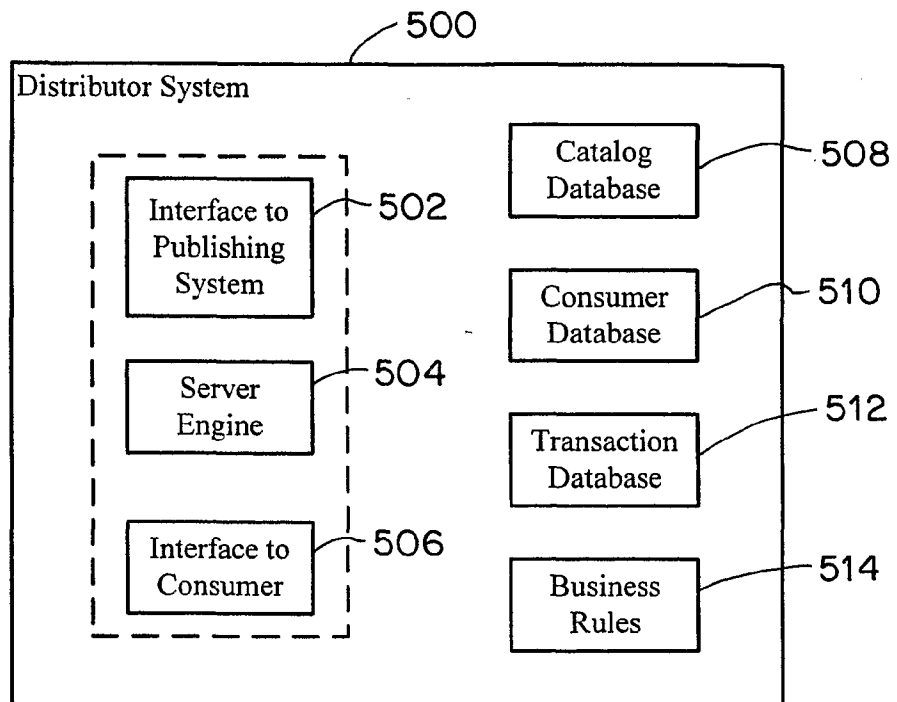 500
Distributor System
Interface to
Publishing
System
502
Server
Engine
504
Interface to
Consumer
506
Catalog
Database
508
Consumer
Database
510
Transaction
Database
512
Business
Rules
514